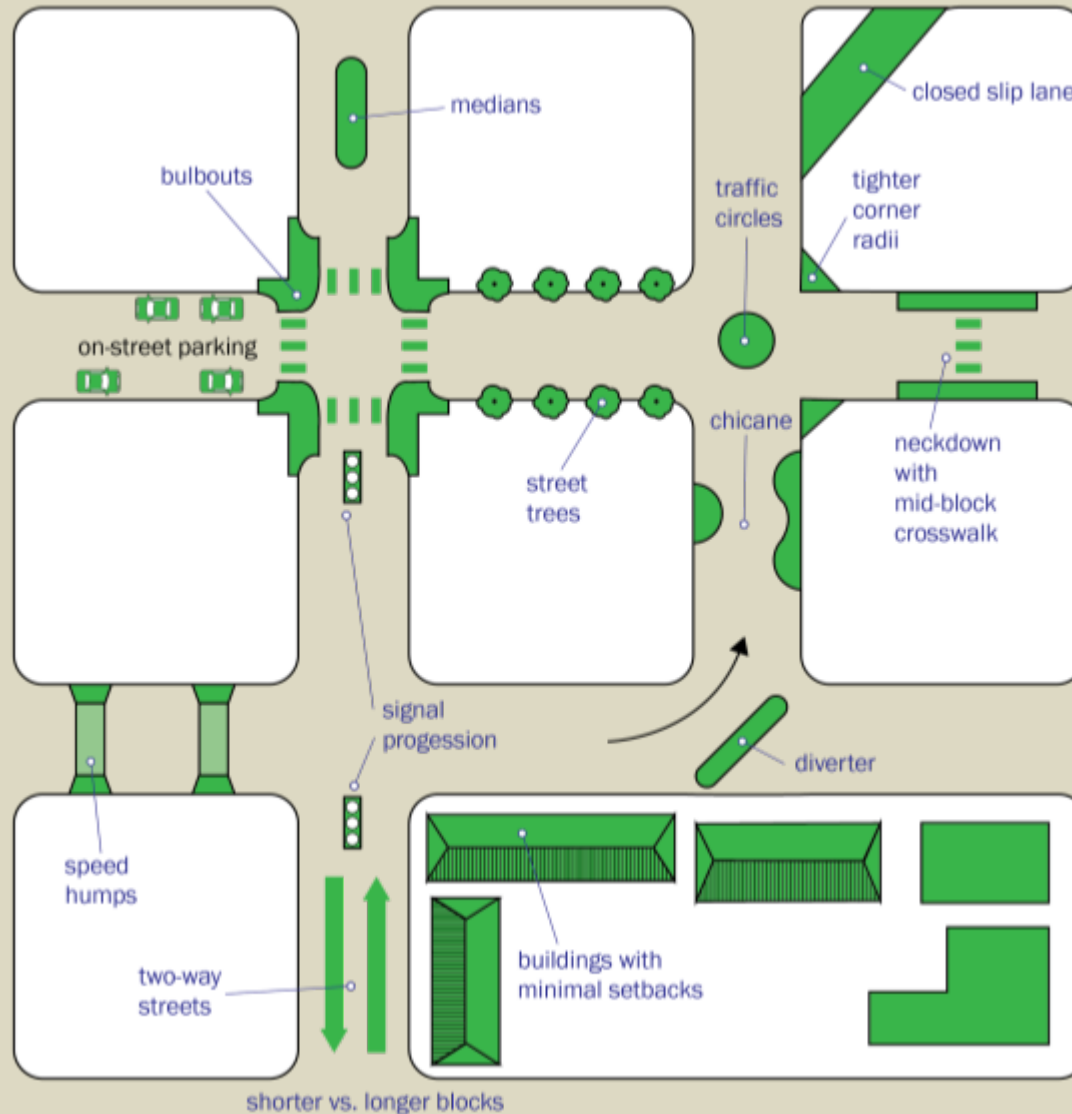 medians
closed slip lane
bulbouts
traffic
circles
tighter
corner
radii
on-street parking
chicane
street
trees
neckdown
with
mid-block
crosswalk
signal
progession
diverter
speed
humps
two-way
streets
buildings with
minimal setbacks
shorter vs. longer blocks